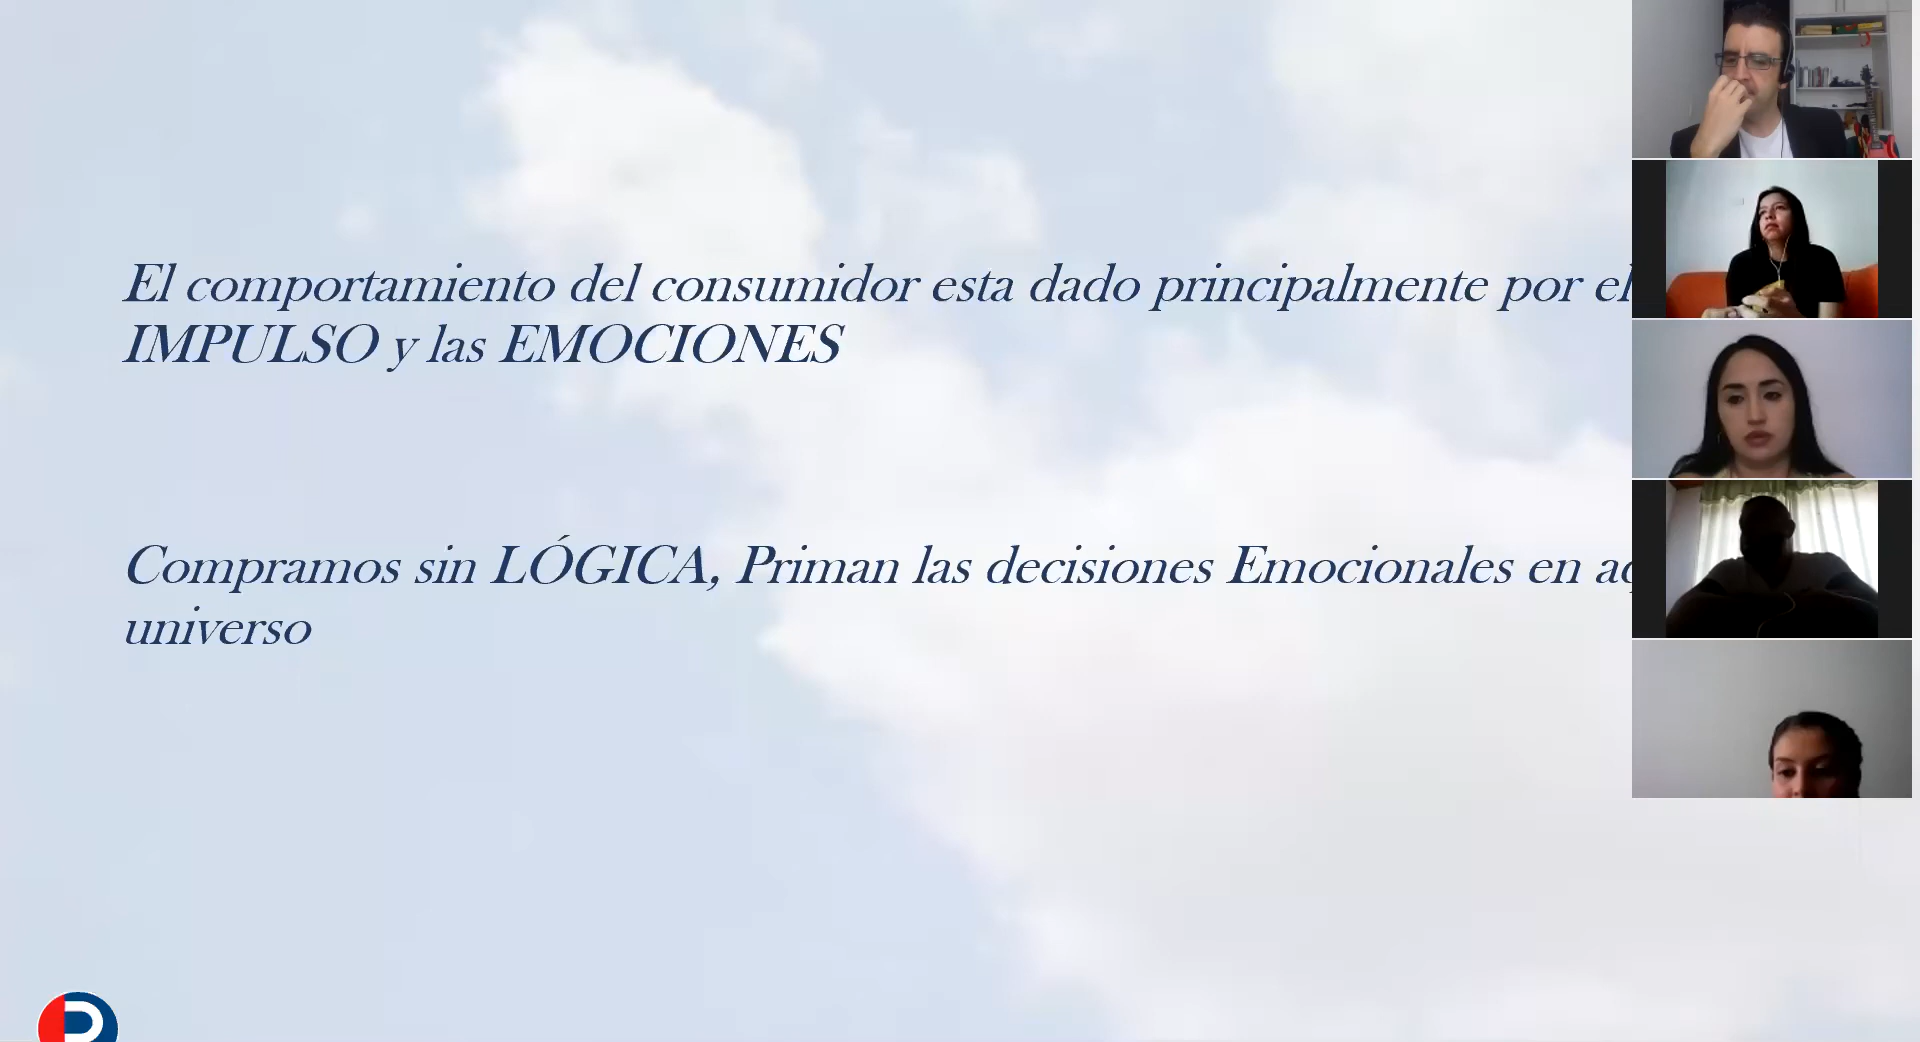 El comportamiento del consumidor esta dado principalmente por el
IMPULSO y las EMOCIONES
Compramos sin LÓGICA, Priman las decisiones Emocionales en
universo